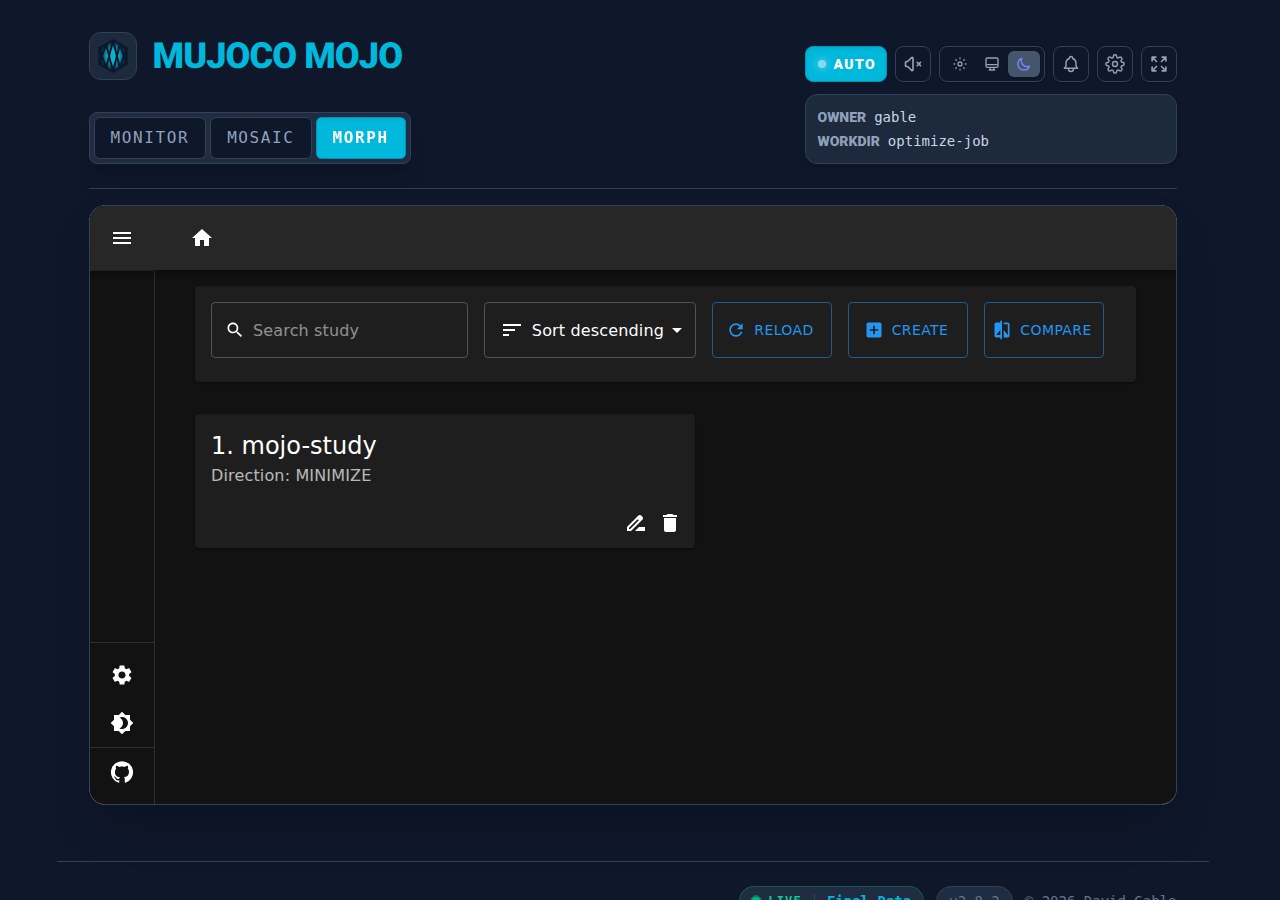 MUJOCO MOJO
AUTO
MONITOR
MOSAIC
MORPH
OWNER gable
WORKDIR optimize-job
Search study
Sort descending
RELOAD
CREATE
COMPARE
1. mojo-study
Direction: MINIMIZE
LIVE
Final Data
© 2026 David Gable